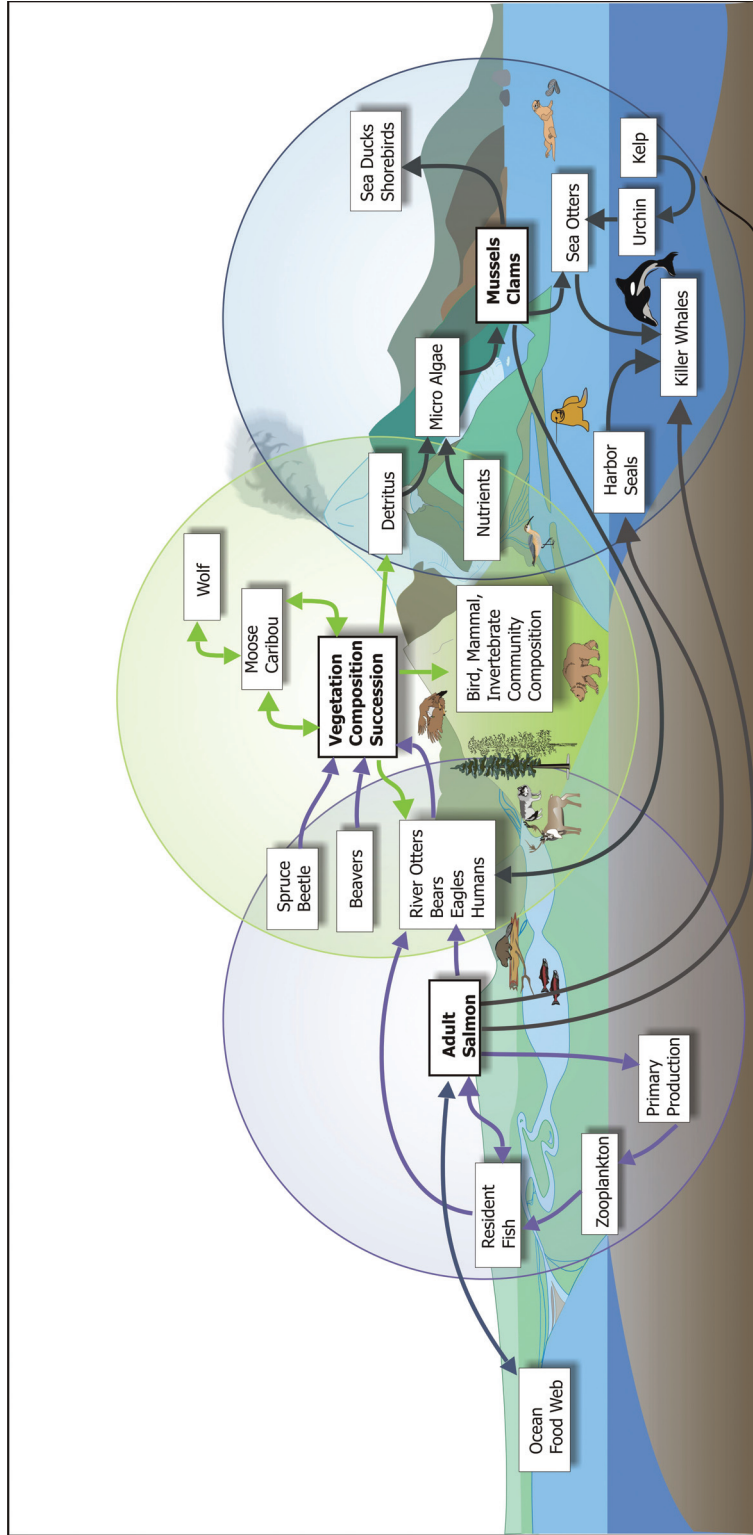 Wolf
Moose
Caribou
Spruce
Beetle
Beavers
Vegetation
Composition
Succession
Detritus
Sea Ducks
Shorebirds
River Otters
Bears
Eagles
Humans
Micro Algae
Adult
Salmon
Bird, Mammal,
Invertebrate
Community
Composition
Nutrients
Mussels
Clams
Resident
Fish
Ocean
Food Web
Sea Otters
Zooplankton
Harbor
Seals
Urchin
Kelp
Primary
Production
Killer Whales